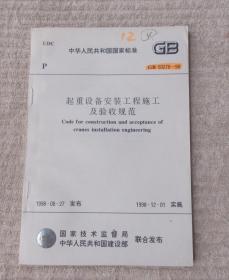 12
UDC
中华人民共和国国家标准
GB
P
GB 50278-98
起重设备安装工程施工
及验收规范
Code for construction and acceptance of
cranes installation engineering
1998-08-27 发布
1998-12-01 实施
国家技术监督局
中华人民共和国建设部
联合发布